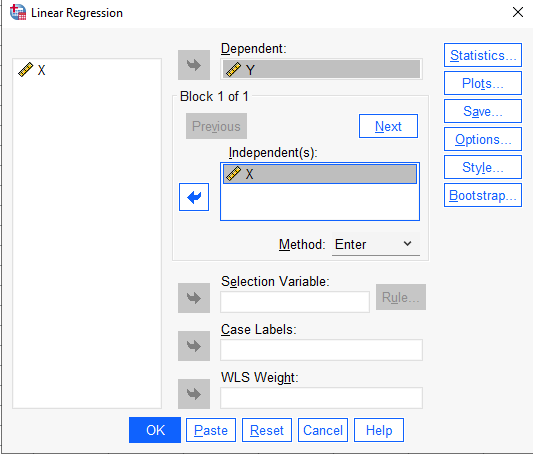 Linear Regression
X
Dependent:
Y
Block 1 of 1
Previous
Next
Independent(s):
X
Method: Enter
Selection Variable:
Rule...
Case Labels:
WLS Weight:
Statistics...
Plots...
Save...
Options...
Style...
Bootstrap...
OK Paste Reset Cancel Help